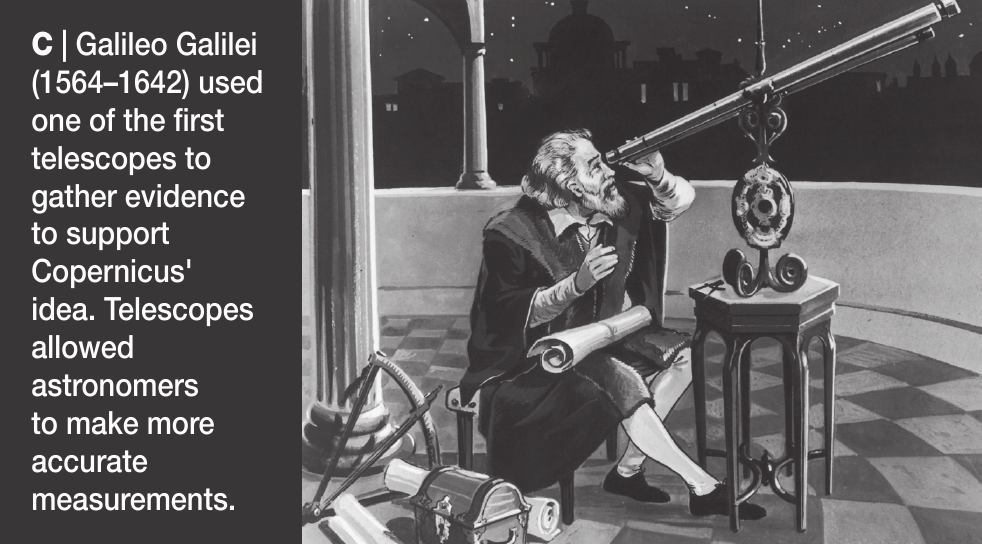 C | Galileo Galilei
(1564–1642) used
one of the first
telescopes to
gather evidence
to support
Copernicus'
idea. Telescopes
allowed
astronomers
to make more
accurate
measurements.